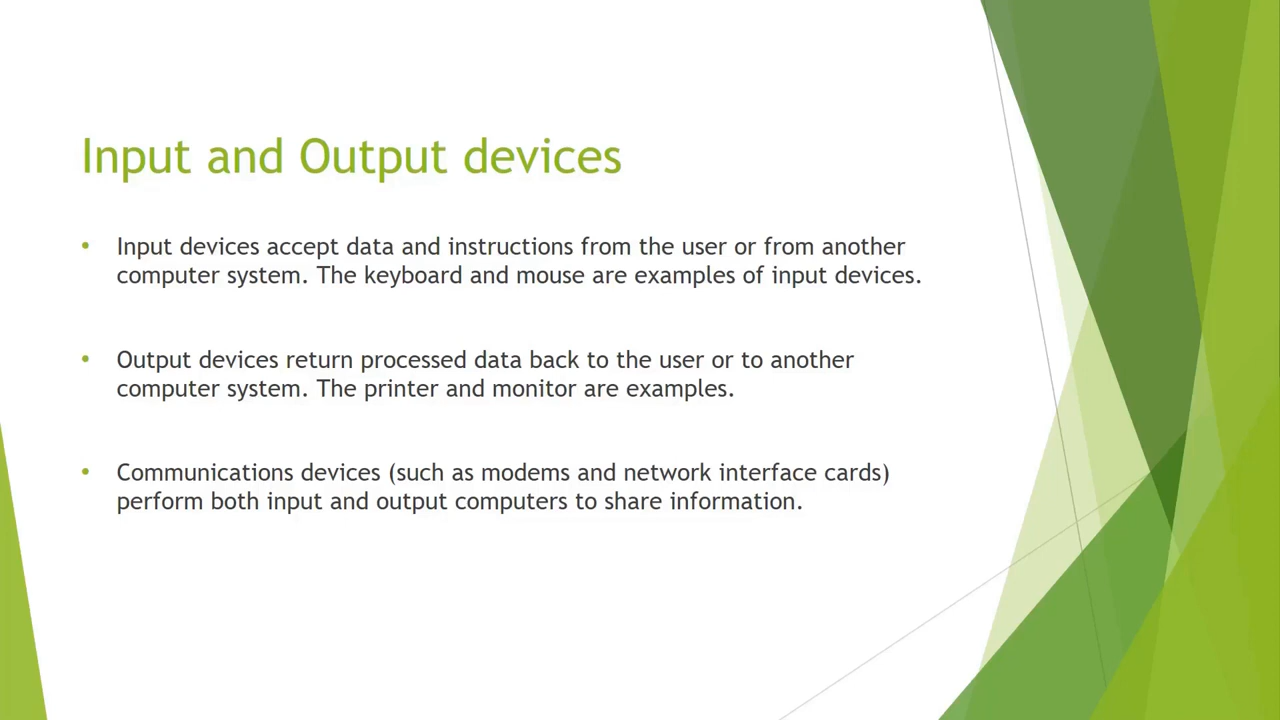 Input and Output devices
• Input devices accept data and instructions from the user or from another
computer system. The keyboard and mouse are examples of input devices.
• Output devices return processed data back to the user or to another
computer system. The printer and monitor are examples.
• Communications devices (such as modems and network interface cards)
perform both input and output computers to share information.